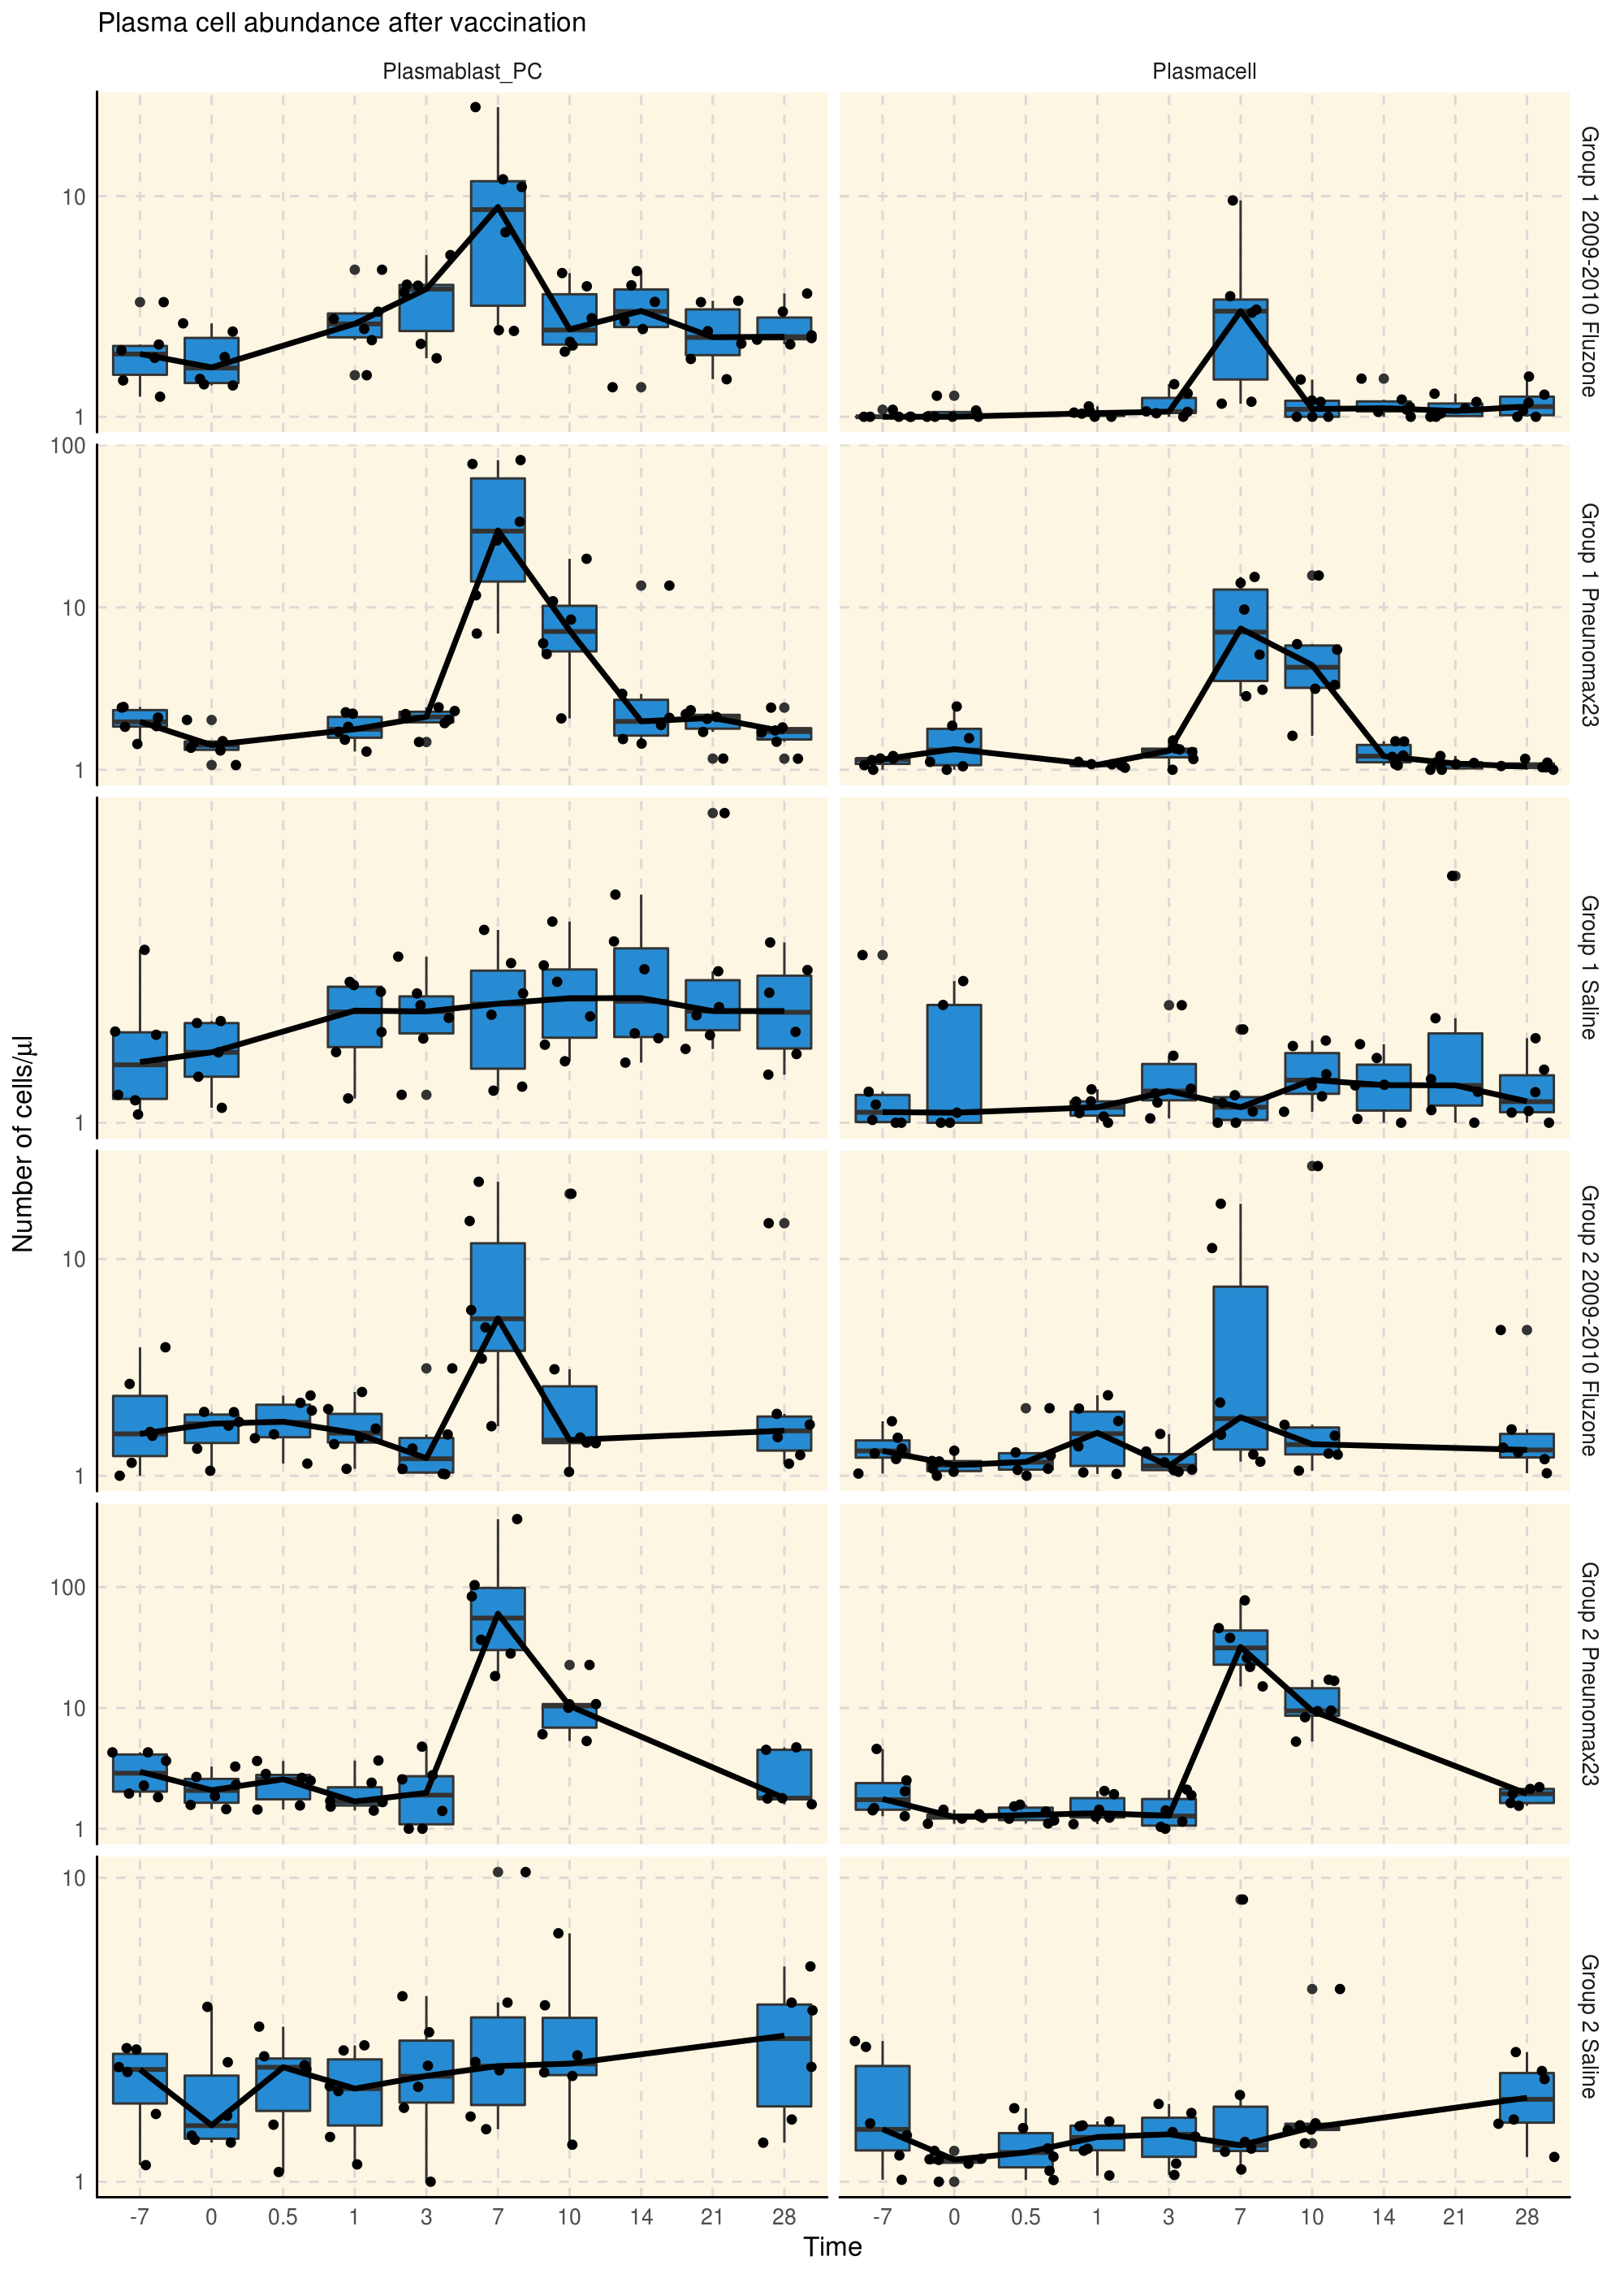 Plasma cell abundance after vaccination
Plasmablast_PC Plasmacell
10
1
Group 1 2009-2010 Fluzone
100
10
1
Group 1 Pneunomax23
1
Group 1 Saline
Nnumber of cells/µl
10
1
Group 2 2009-2010 Fluzone
100
10
1
Group 2 Pneunomax23
10
1
Group 2 Saline
-7 0 0.5 1 3 7 10 14 21 28 -7 0 0.5 1 3 7 10 14 21 28
Time